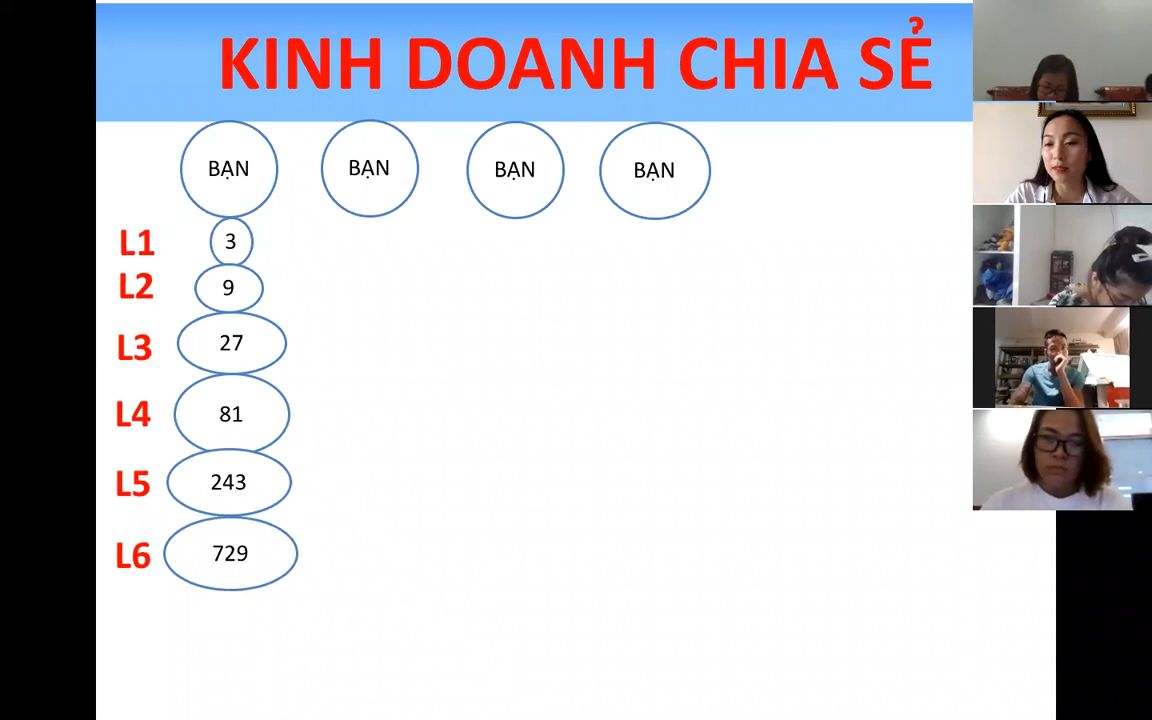 KINH DOANH CHIA SẺ
BẠN BẠN BẠN BẠN
L1 3
L2 9
L3 27
L4 81
L5 243
L6 729